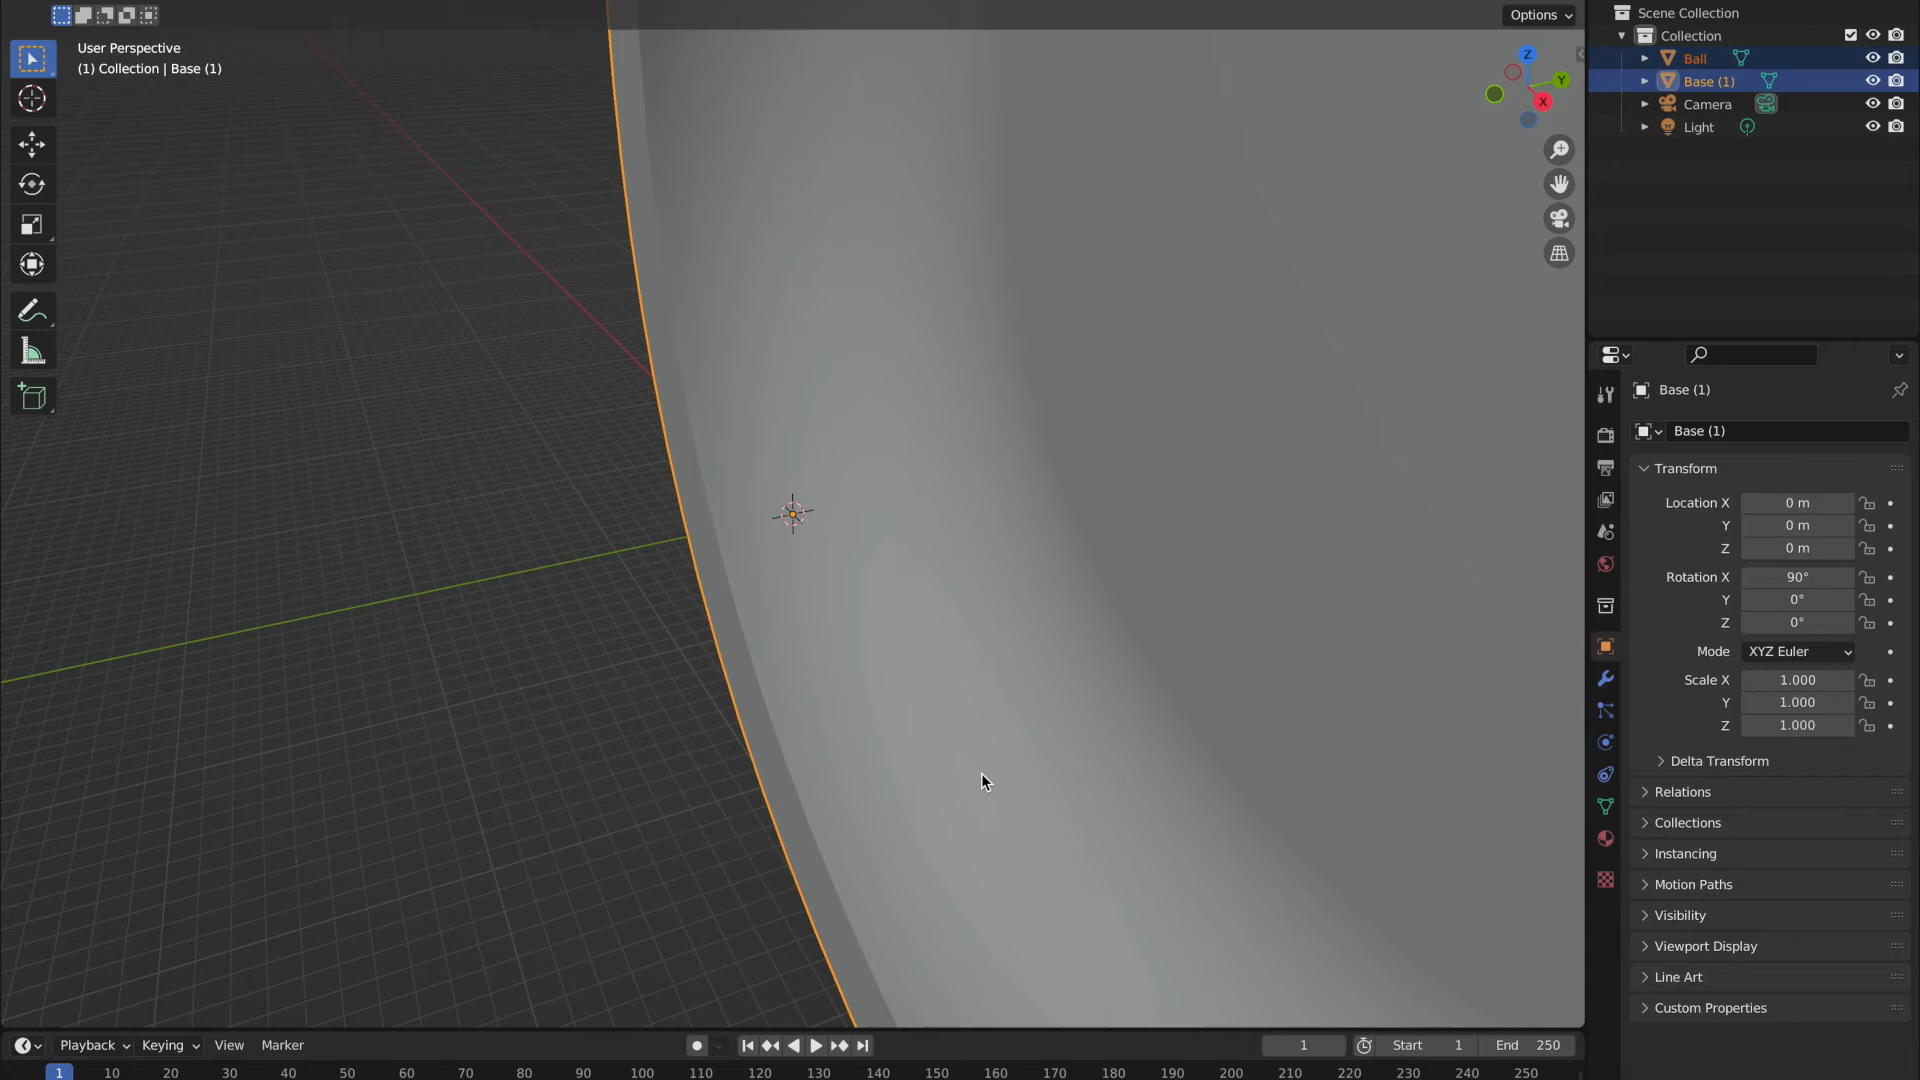 Options
User Perspective
(1) Collection | Base (1)
Z
Y
X
Scene Collection
Collection
Ball
Base (1)
Camera
Light
Base (1)
Base (1)
Transform
Location X 0 m
Y 0 m
Z 0 m
Rotation X 90°
Y 0°
Z 0°
Mode XYZ Euler
Scale X 1.000
Y 1.000
Z 1.000
Delta Transform
Relations
Collections
Instancing
Motion Paths
Visibility
Viewport Display
Line Art
Custom Properties
Playback Keying View Marker 1 Start 1 End 250
1 10 20 30 40 50 60 70 80 90 100 110 120 130 140 150 160 170 180 190 200 210 220 230 240 250